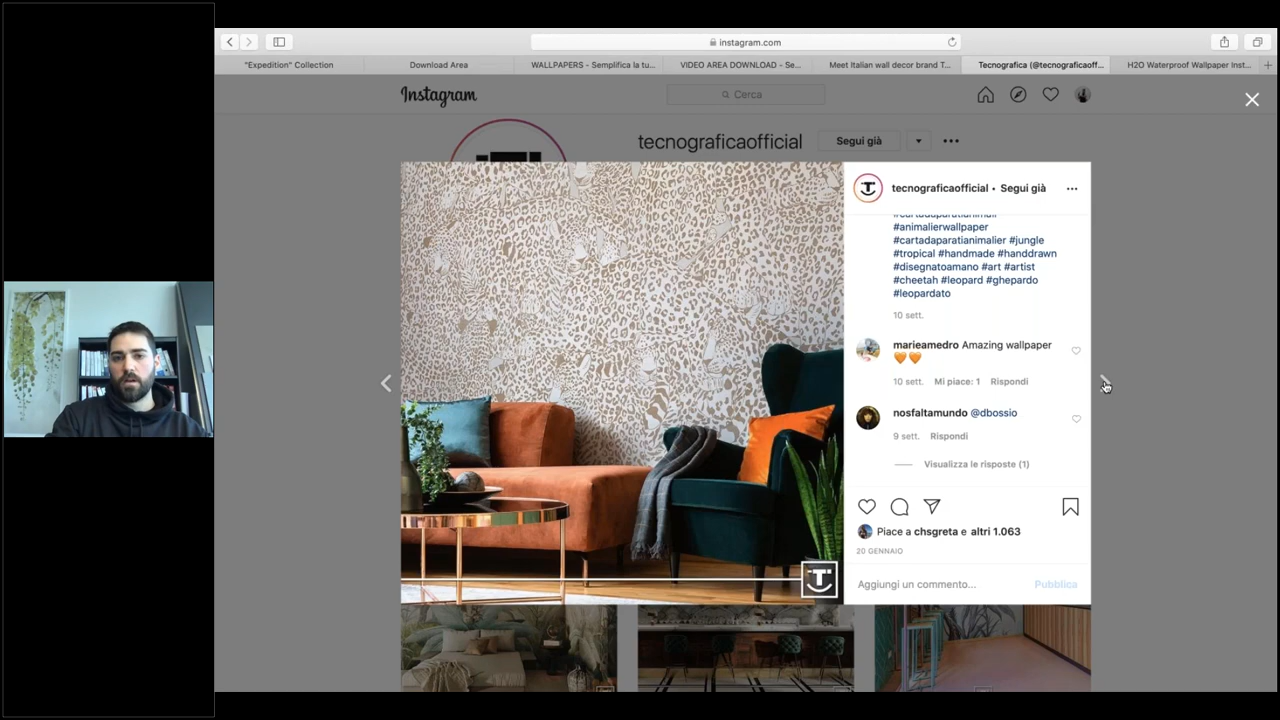 instagram.com
"Expedition" Collection
Download Area
WALLPAPERS - Semplifica la tu...
VIDEO AREA DOWNLOAD - Se...
Meet Italian wall decor brand T...
Tecnografica (@tecnograficaoff...
H2O Waterproof Wallpaper Inst...
Instagram
Cerca
tecnograficaofficial
Segui già
tecnograficaofficial • Segui già
#cartadaparatianimali
#animalierwallpaper
#cartadaparatianimalier #jungle
#tropical #handmade #handdrawn
#disegnatoamano #art #artist
#cheetah #leopard #ghepardo
#leopardato
10 sett.
marieamedro Amazing wallpaper
🧡🧡
10 sett. Mi piace: 1 Rispondi
nosfaltamundo @dbossio
9 sett. Rispondi
Visualizza le risposte (1)
Piace a chsgreta e altri 1.063
20 GENNAIO
Aggiungi un commento...
Pubblica